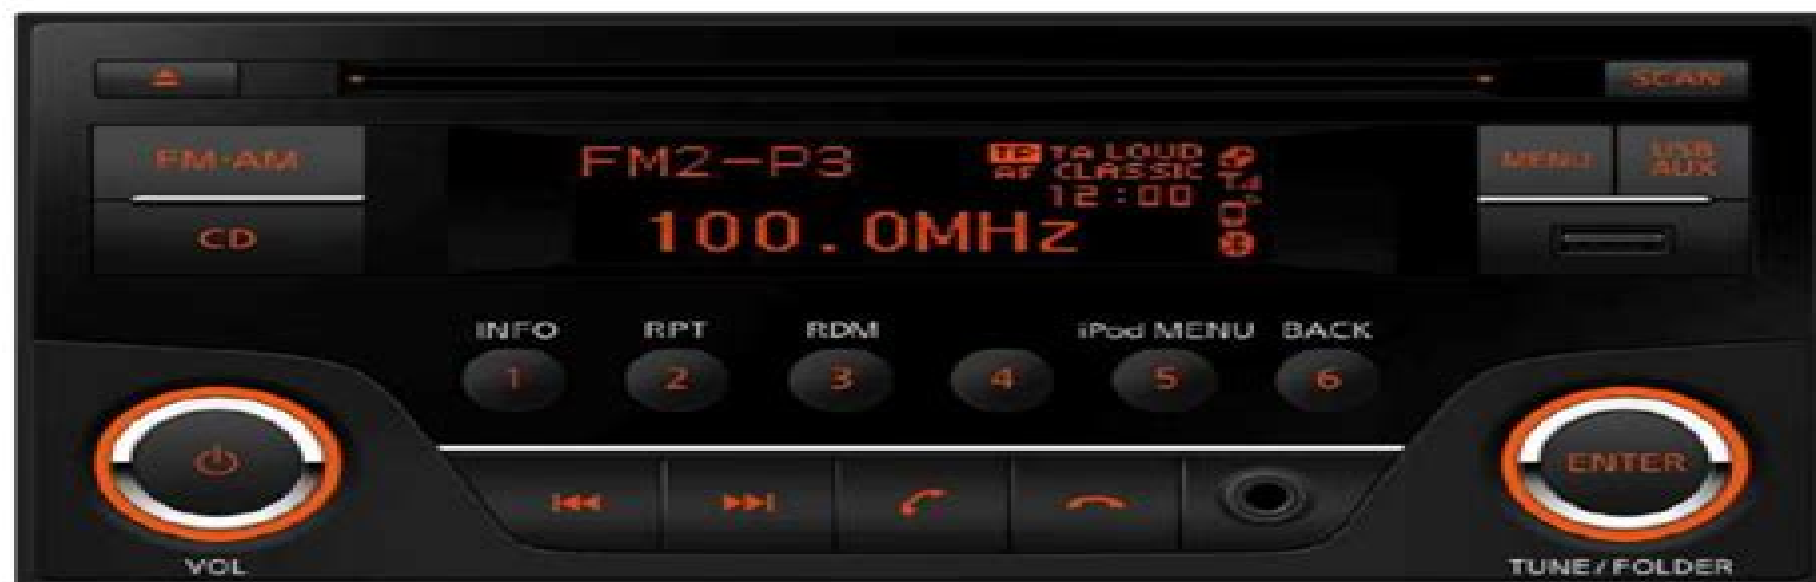 SCAN
FM·AM
FM2-P3
TP TA LOUD
AF CLASSIC
12:00
MENU
USB
AUX
CD
100.0MHz
INFO RPT RDM iPod MENU BACK
1 2 3 4 5 6
ENTER
VOL
TUNE/FOLDER